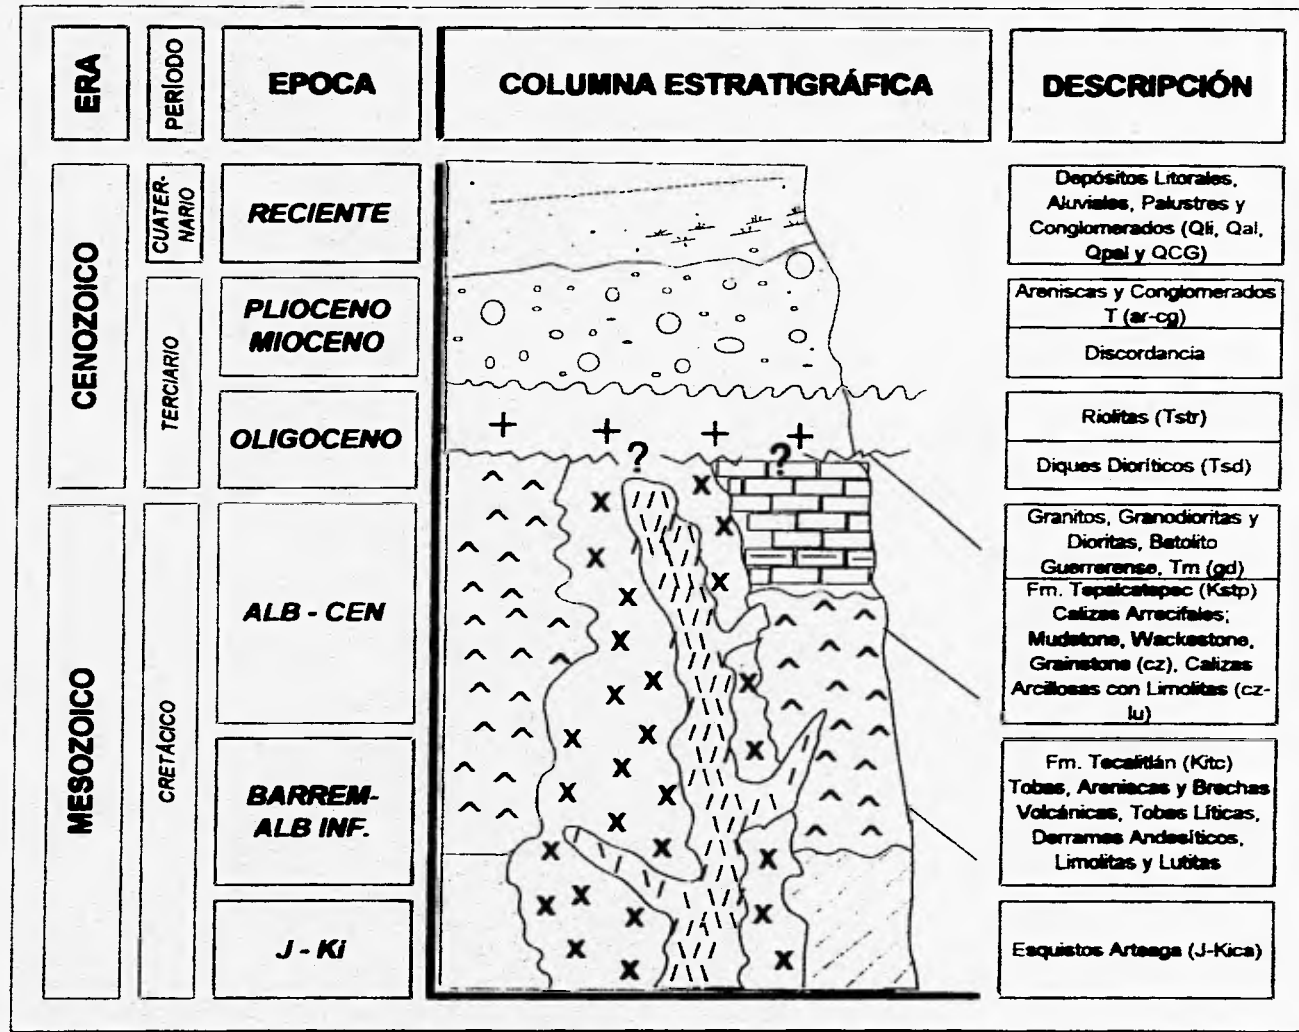 ERA
PERÍODO
EPOCA
COLUMNA ESTRATIGRÁFICA
DESCRIPCIÓN
CENOZOICO
CUATER-
NARIO
RECIENTE
Depósitos Litorales,
Aluviales, Palustres y
Conglomerados (Qli, Qal,
Qpal y QCG)
TERCIARIO
PLIOCENO
MIOCENO
Areniscas y Conglomerados
T (ar-cg)
Discordancia
OLIGOCENO
Riolitas (Tstr)
Diques Dioríticos (Tsd)
? ?
MESOZOICO
CRETÁCICO
ALB - CEN
Granitos, Granodioritas y
Dioritas, Batolito
Guerrerense, Tm (gd)
Fm. Tepalcatepec (Kstp)
Calizas Arrecifales;
Mudstone, Wackestone,
Grainstone (cz), Calizas
Arcillosas con Limolitas (cz-
lu)
BARREM-
ALB INF.
Fm. Tecalitlán (Kitc)
Tobas, Areniscas y Brechas
Volcánicas, Tobas Líticas,
Derrames Andesíticos,
Limolitas y Lutitas
J - Ki
Esquistos Arteaga (J-Kica)